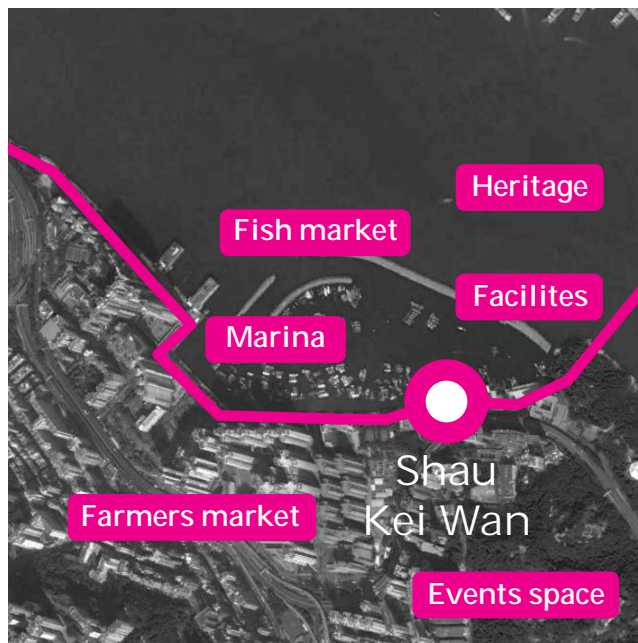 Heritage
Fish market
Facilites
Marina
Shau
Kei Wan
Farmers market
Events space